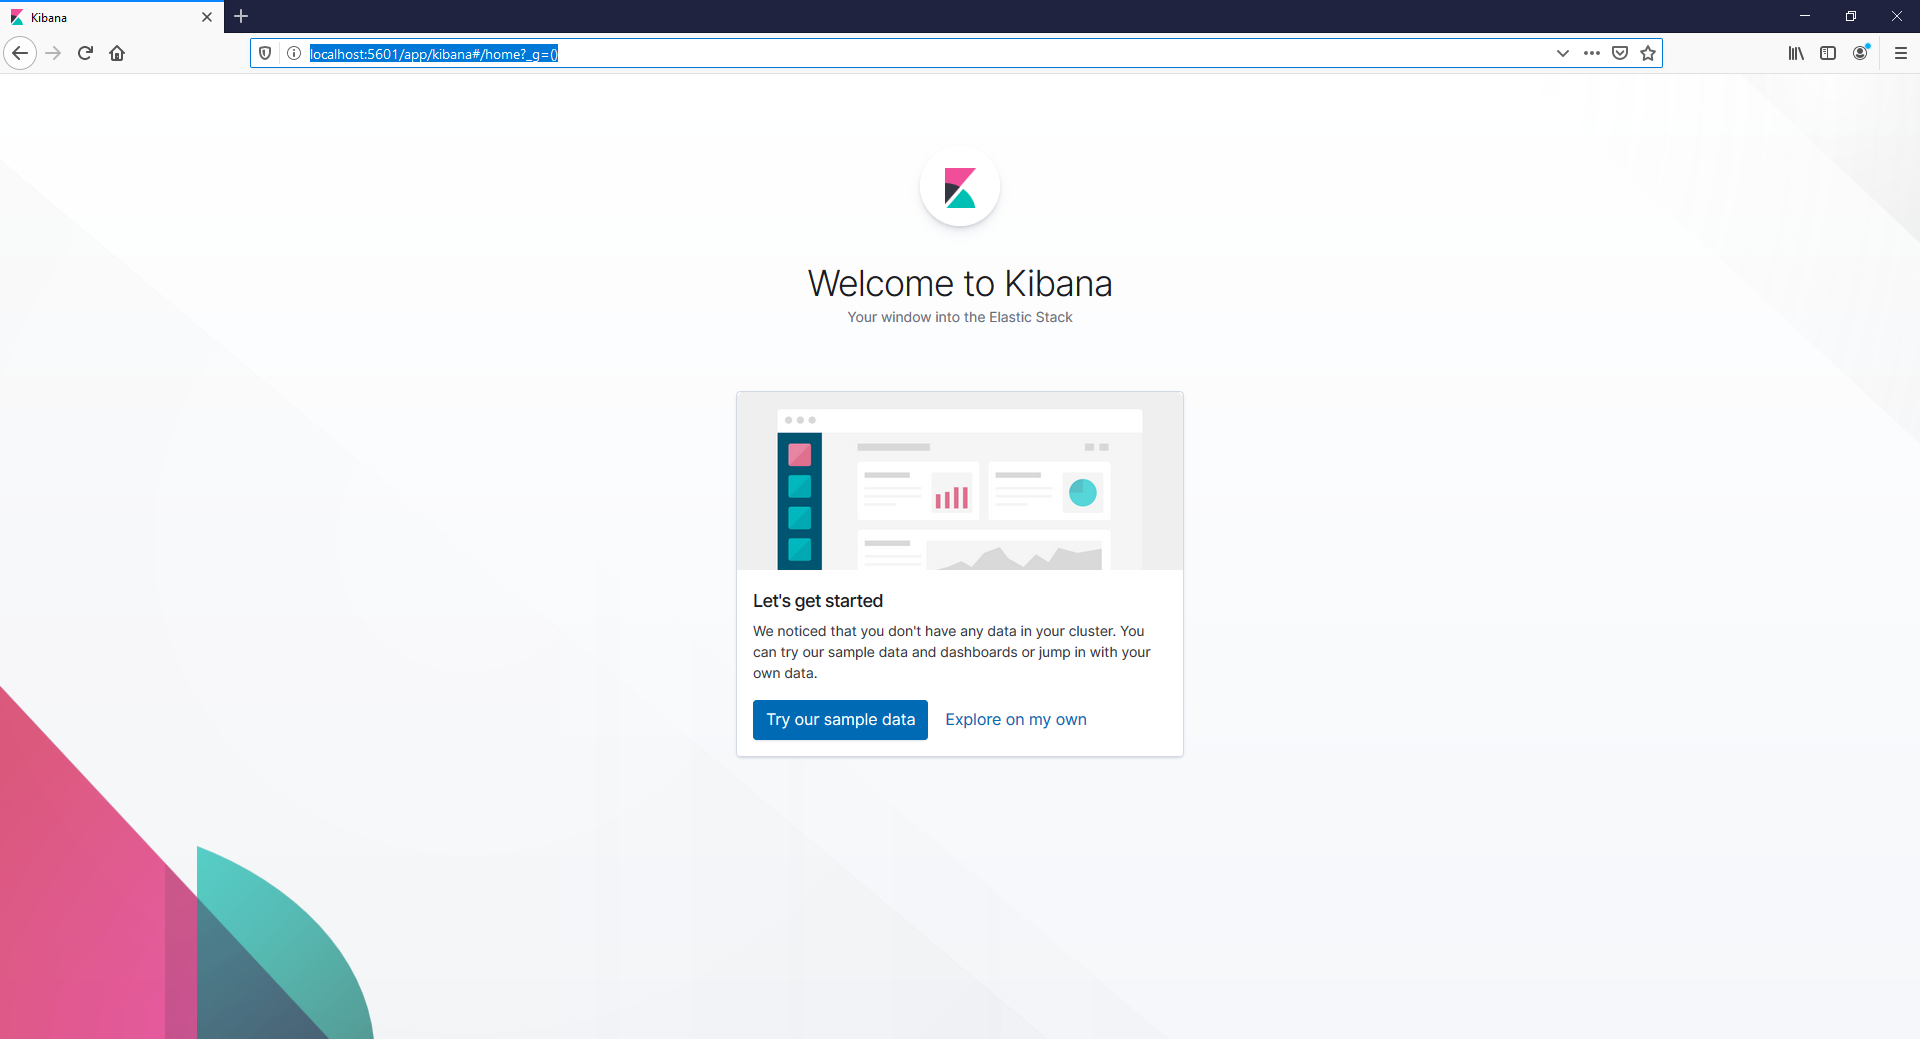 Kibana
localhost:5601/app/kibana#/home?_g=()
Welcome to Kibana
Your window into the Elastic Stack
Let's get started
We noticed that you don't have any data in your cluster. You
can try our sample data and dashboards or jump in with your
own data.
Try our sample data Explore on my own